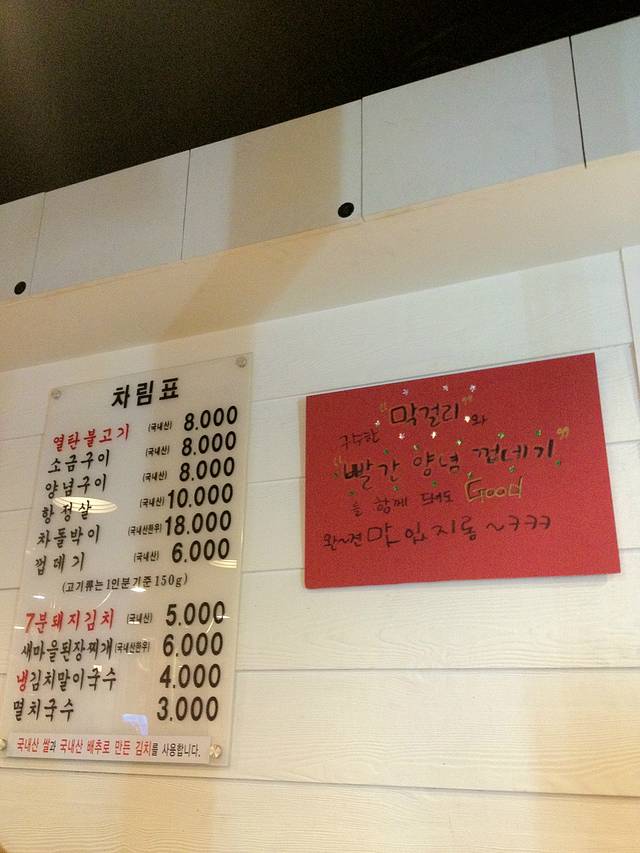 차림표
열탄불고기 (국내산) 8.000
소금구이 (국내산) 8.000
양념구이 (국내산) 8.000
항정살 (국내산) 10.000
차돌박이 (국내산한우) 18.000
껍데기 (국내산) 6.000
(고기류는 1인분 기준 150g)
7분돼지김치 (국내산) 5.000
새마을된장찌개 (국내산한우) 6.000
냉김치말이국수 4.000
멸치국수 3.000
국내산 쌀과 국내산 배추로 만든 김치를 사용합니다.
구수한 "막걸리"와
"빨간 양념 껍데기"
을 함께 드셔도 GOOD
완~전 맛있지롱~ㅋㅋㅋ